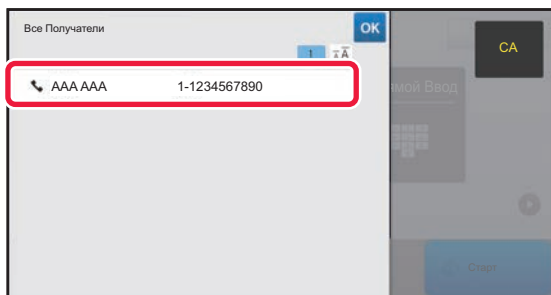 Все Получатели
OK
CA
1
AAA AAA 1-1234567890
мой Ввод
Старт